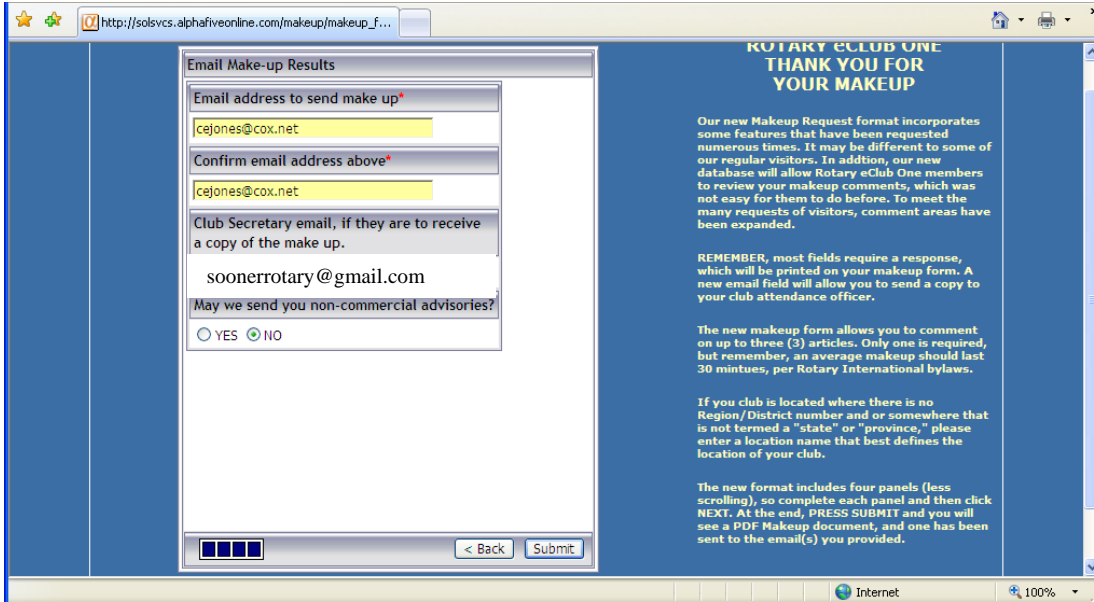 http://solsvcs.alphafiveonline.com/makeup/makeup_f...
Email Make-up Results
Email address to send make up*
cejones@cox.net
Confirm email address above*
cejones@cox.net
Club Secretary email, if they are to receive
a copy of the make up.
soonerrotary@gmail.com
May we send you non-commercial advisories?
YES NO
< Back Submit
ROTARY eCLUB ONE
THANK YOU FOR
YOUR MAKEUP
Our new Makeup Request format incorporates
some features that have been requested
numerous times. It may be different to some of
our regular visitors. In addtion, our new
database will allow Rotary eClub One members
to review your makeup comments, which was
not easy for them to do before. To meet the
many requests of visitors, comment areas have
been expanded.
REMEMBER, most fields require a response,
which will be printed on your makeup form. A
new email field will allow you to send a copy to
your club attendance officer.
The new makeup form allows you to comment
on up to three (3) articles. Only one is required,
but remember, an average makeup should last
30 mintues, per Rotary International bylaws.
If you club is located where there is no
Region/District number and or somewhere that
is not termed a "state" or "province," please
enter a location name that best defines the
location of your club.
The new format includes four panels (less
scrolling), so complete each panel and then click
NEXT. At the end, PRESS SUBMIT and you will
see a PDF Makeup document, and one has been
sent to the email(s) you provided.
Internet
100%